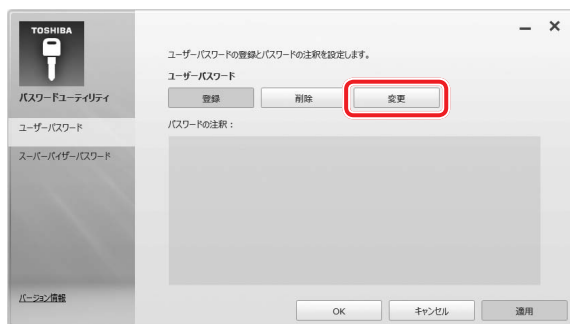 TOSHIBA
パスワードユーティリティ
ユーザーパスワード
スーパーバイザーパスワード
バージョン情報
ユーザーパスワードの登録とパスワードの注釈を設定します。
ユーザーパスワード
登録 削除 変更
パスワードの注釈：
OK キャンセル 適用